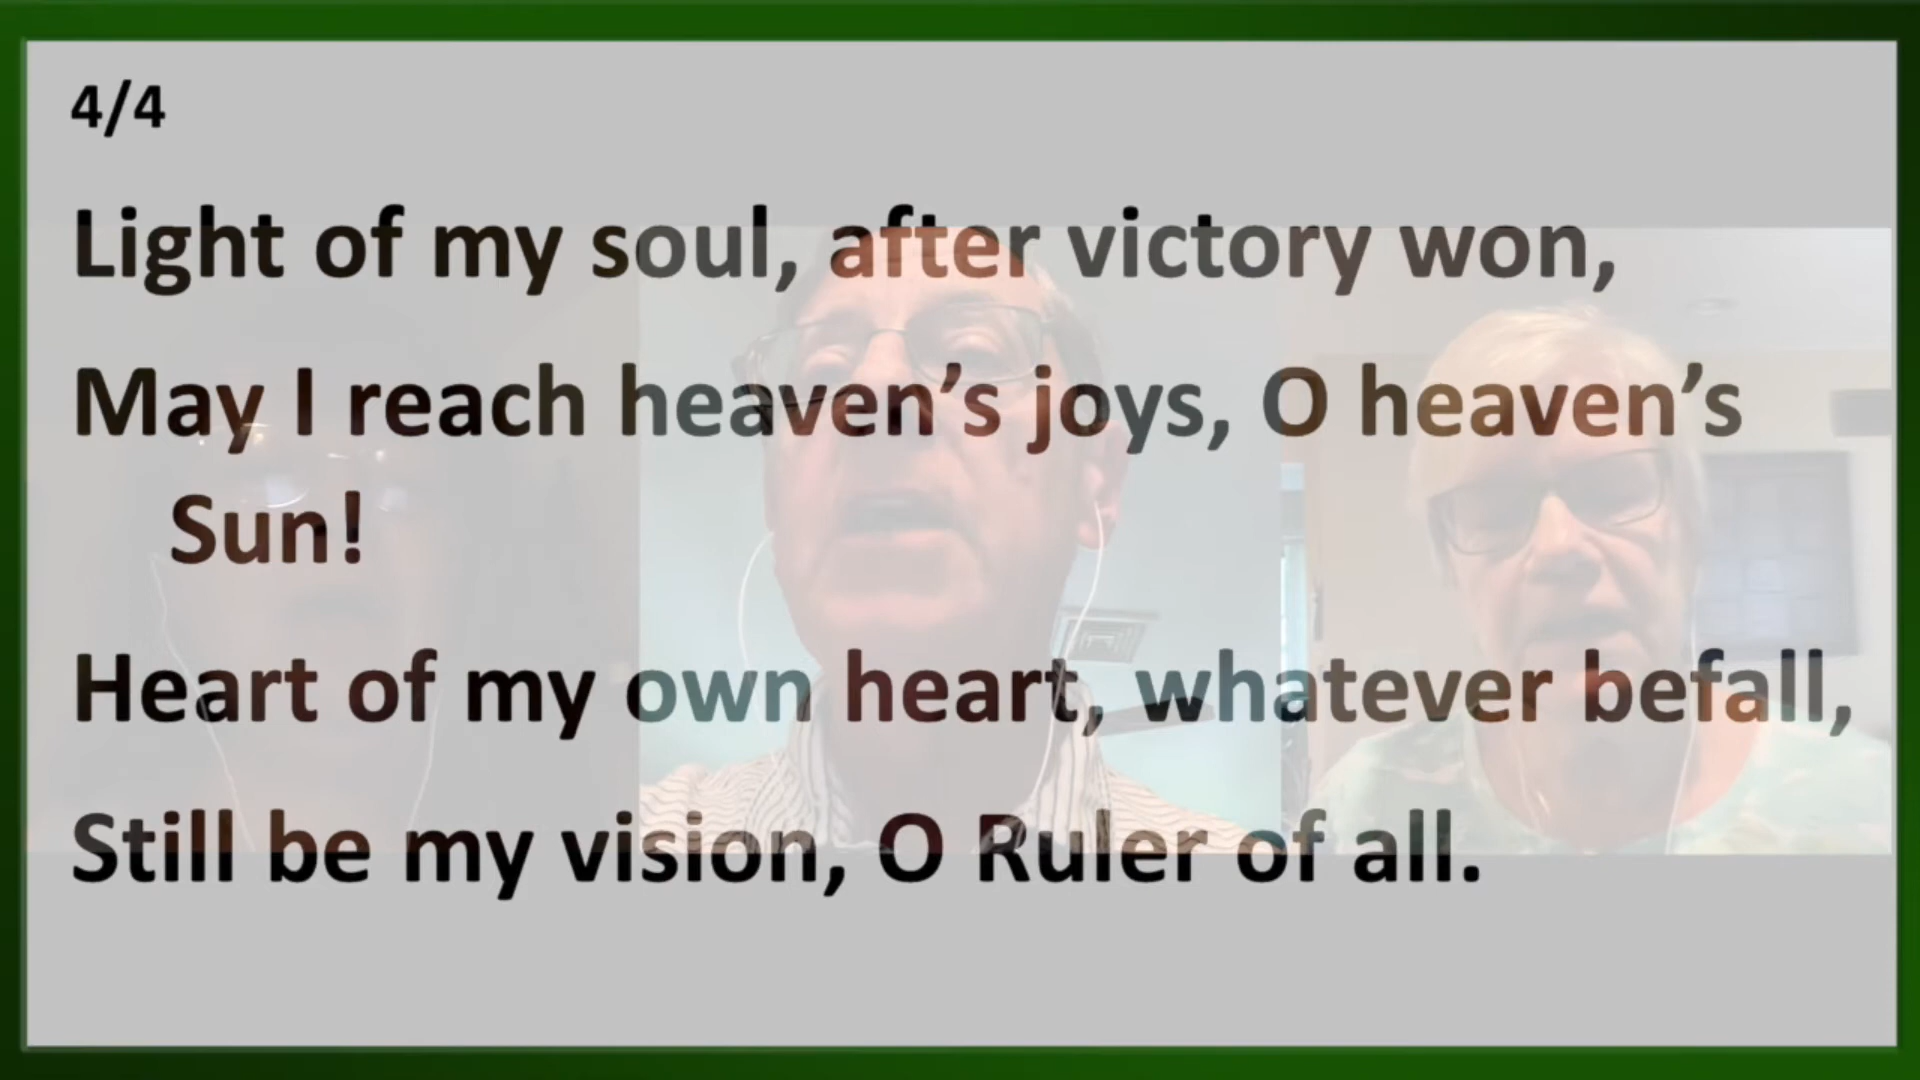 4/4
Light of my soul, after victory won,
May I reach heaven’s joys, O heaven’s
Sun!
Heart of my own heart, whatever befall,
Still be my vision, O Ruler of all.